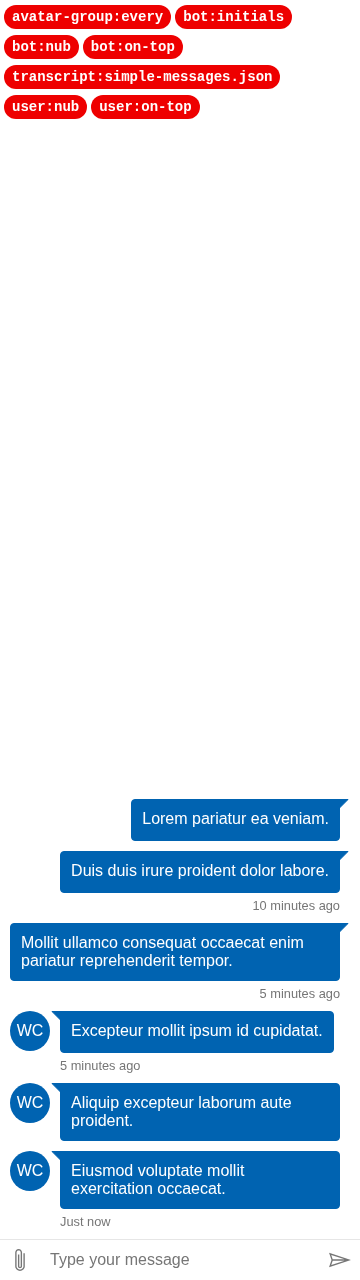 avatar-group:every bot:initials
bot:nub bot:on-top
transcript:simple-messages.json
user:nub user:on-top
Lorem pariatur ea veniam.
Duis duis irure proident dolor labore.
10 minutes ago
Mollit ullamco consequat occaecat enim
pariatur reprehenderit tempor.
5 minutes ago
WC Excepteur mollit ipsum id cupidatat.
5 minutes ago
WC Aliquip excepteur laborum aute
proident.
WC Eiusmod voluptate mollit
exercitation occaecat.
Just now
Type your message